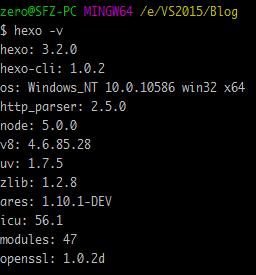 zero@SFZ-PC MINGW64 /e/VS2015/Blog
$ hexo -v
hexo: 3.2.0
hexo-cli: 1.0.2
os: Windows_NT 10.0.10586 win32 x64
http_parser: 2.5.0
node: 5.0.0
v8: 4.6.85.28
uv: 1.7.5
zlib: 1.2.8
ares: 1.10.1-DEV
icu: 56.1
modules: 47
openssl: 1.0.2d